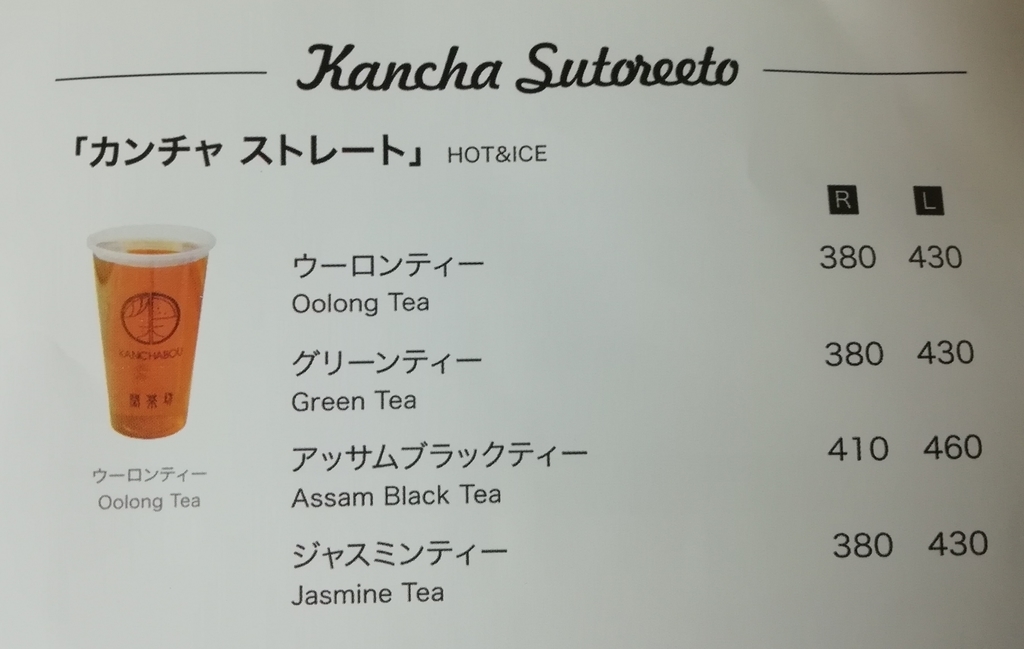 Kancha Sutoreeto
「カンチャ ストレート」 HOT&ICE
R L
ウーロンティー 380 430
Oolong Tea
グリーンティー 380 430
Green Tea
アッサムブラックティー 410 460
Assam Black Tea
ジャスミンティー 380 430
Jasmine Tea
KANCHABOU
ウーロンティー
Oolong Tea